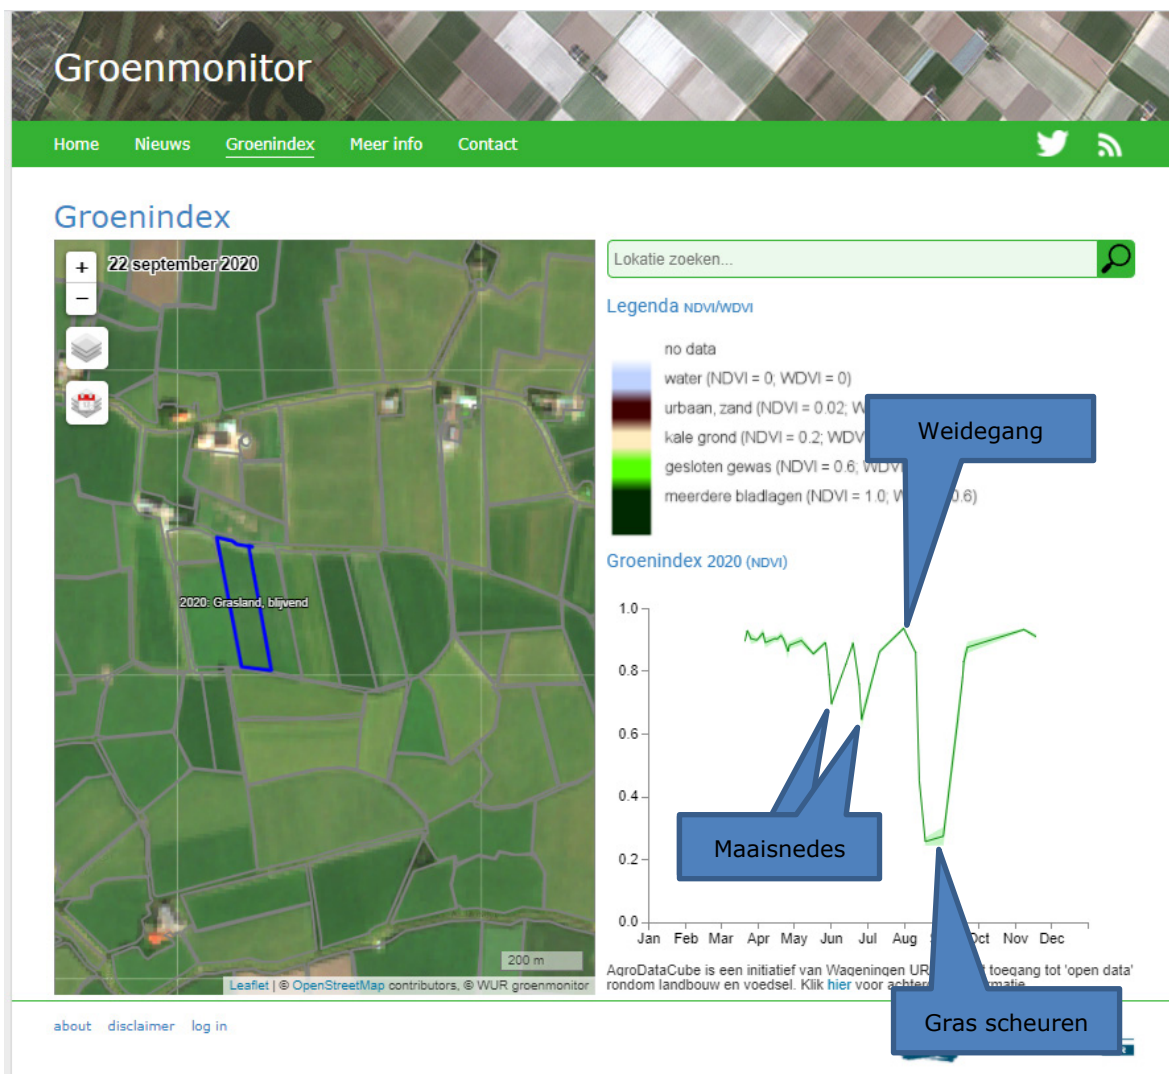 Groenmonitor
Home Nieuws Groenindex Meer info Contact
Groenindex
+
−
22 september 2020
2020: Grasland, blijvend
200 m
Leaflet | © OpenStreetMap contributors, © WUR groenmonitor
Lokatie zoeken...
Legenda NDVI/WDVI
no data
water (NDVI = 0; WDVI = 0)
urbaan, zand (NDVI = 0.02; W
kale grond (NDVI = 0.2; WDV
gesloten gewas (NDVI = 0.6; WDVI
meerdere bladlagen (NDVI = 1.0; W 0.6)
Weidegang
Groenindex 2020 (NDVI)
1.0
0.8
0.6
0.4
0.2
0.0
Maaisnedes
Jan Feb Mar Apr May Jun Jul Aug Oct Nov Dec
AgroDataCube is een initiatief van Wageningen UR toegang tot 'open data'
rondom landbouw en voedsel. Klik hier voor
Gras scheuren
about disclaimer log in